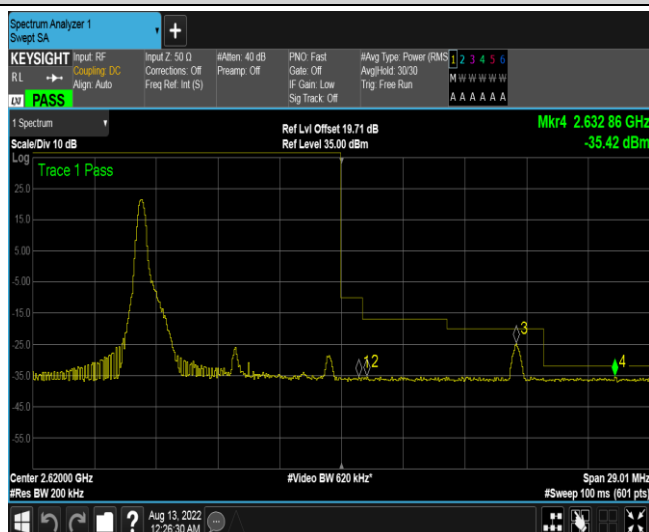 Spectrum Analyzer 1
Swept SA
+
KEYSIGHT
RL
LXI PASS
Input: RF
Coupling: DC
Align: Auto
Input Z: 50 Ω
Corrections: Off
Freq Ref: Int (S)
#Atten: 40 dB
Preamp: Off
PNO: Fast
Gate: Off
IF Gain: Low
Sig Track: Off
#Avg Type: Power (RMS
Avg|Hold: 30/30
Trig: Free Run
1 2 3 4 5 6
M W W W W W
A A A A A A
1 Spectrum
Scale/Div 10 dB
Ref Lvl Offset 19.71 dB
Ref Level 35.00 dBm
Mkr4 2.632 86 GHz
-35.42 dBm
Log
Trace 1 Pass
25.0
15.0
5.00
-5.00
-15.0
-25.0
-35.0
-45.0
-55.0
1 2
3
4
Center 2.62000 GHz
#Res BW 200 kHz
#Video BW 620 kHz*
Span 29.01 MHz
#Sweep 100 ms (601 pts)
?
Aug 13, 2022
12:26:30 AM